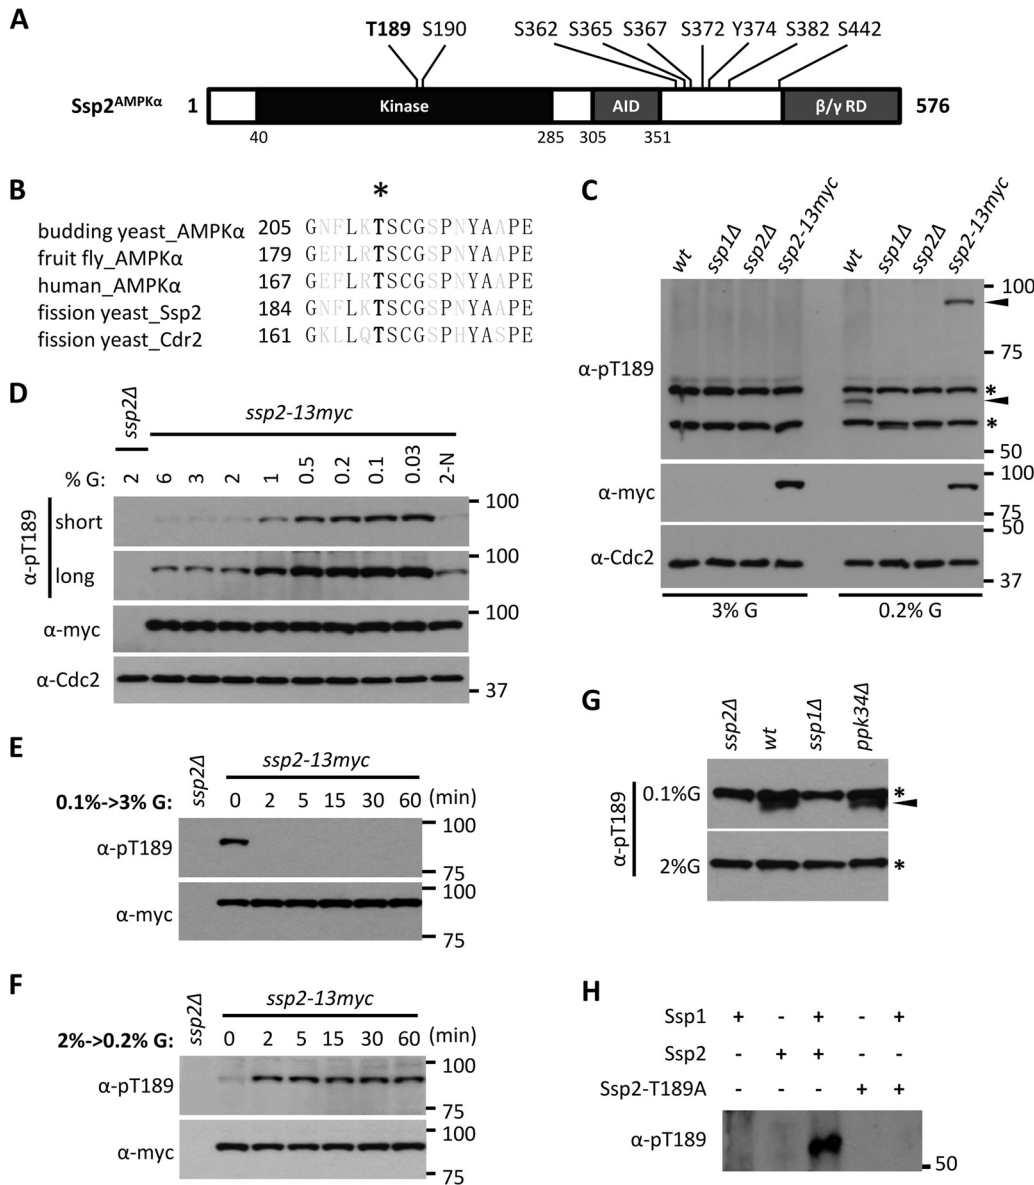 A
T189 S190 S362 S365 S367 S372 Y374 S382 S442
Ssp2AMPKα 1 Kinase AID β/γ RD 576
40 285 305 351
B
*
budding yeast_AMPKα 205 GNFLKTSCGSPNYAAPE
fruit fly_AMPKα 179 GEFLRTSCGSPNYAAPE
human_AMPKα 167 GEFLRTSCGSPNYAAPE
fission yeast_Ssp2 184 GNFLKTSCGSPNYAAPE
fission yeast_Cdr2 161 GKLLQTSCGSPHYASPE
C
wt ssp1Δ ssp2Δ ssp2-13myc wt ssp1Δ ssp2Δ ssp2-13myc
100
75
α-pT189
*
*
50
α-myc
100
75
50
α-Cdc2
37
3% G 0.2% G
D
ssp2Δ ssp2-13myc
% G: 2 6 3 2 1 0.5 0.2 0.1 0.03 2-N
α-pT189
short 100
long 100
α-myc 100
α-Cdc2 37
E
ssp2Δ ssp2-13myc
0.1%->3% G: 0 2 5 15 30 60 (min)
α-pT189 100
75
α-myc 100
75
F
ssp2Δ ssp2-13myc
2%->0.2% G: 0 2 5 15 30 60 (min)
α-pT189 100
75
α-myc 100
75
G
ssp2Δ wt ssp1Δ ppk34Δ
α-pT189
0.1%G *
2%G *
H
Ssp1 + - + - +
Ssp2 - + + - -
Ssp2-T189A - - - + +
α-pT189
50